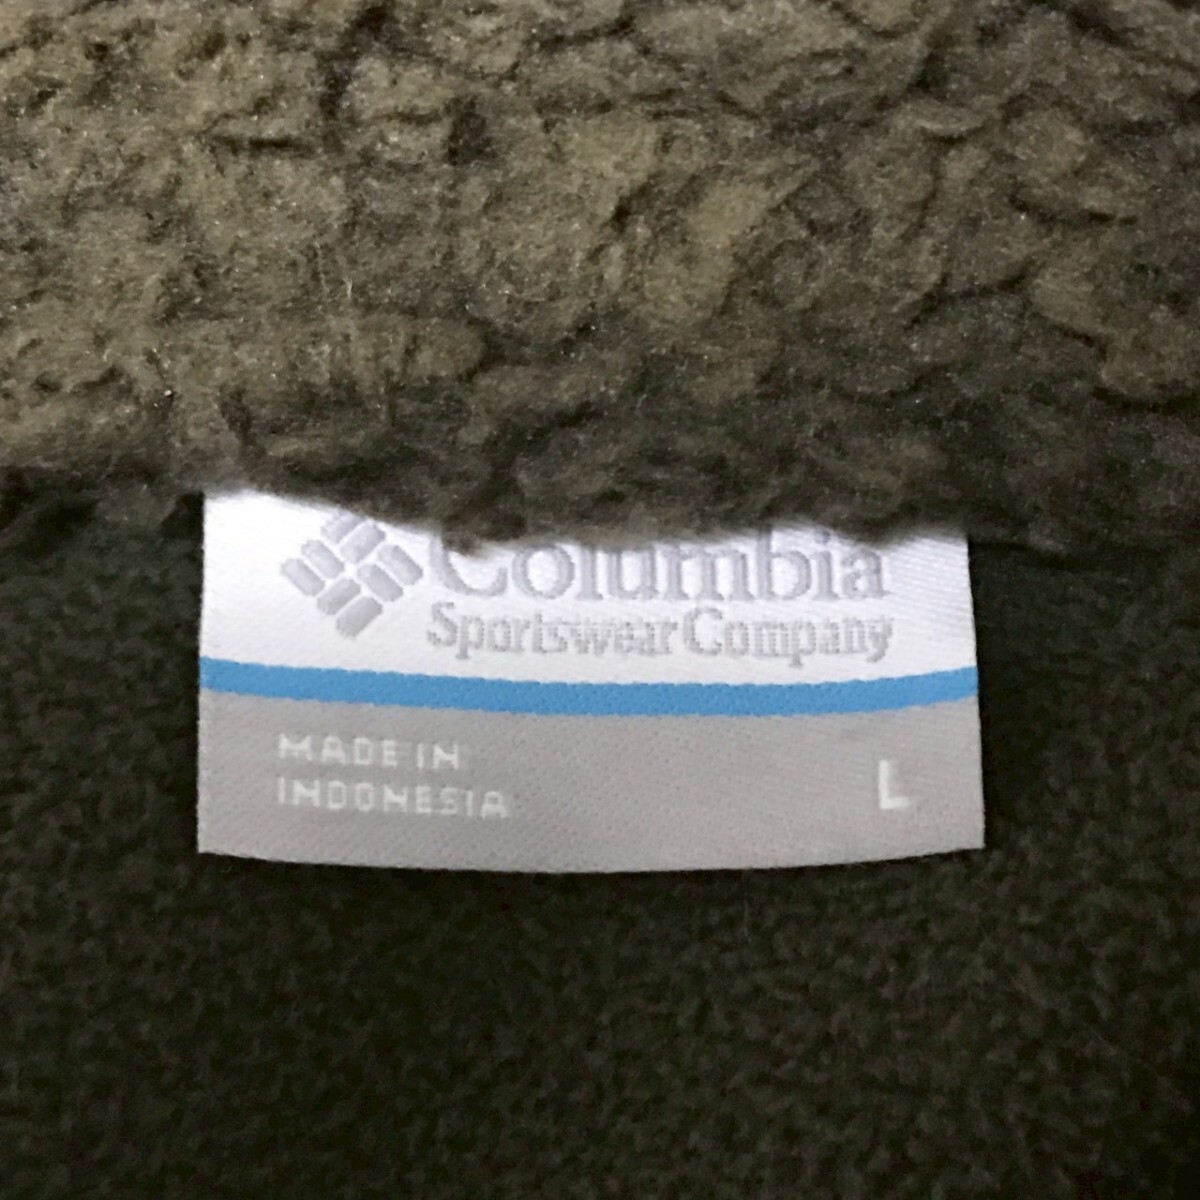 Columbia
Sportswear Company
MADE IN
INDONESIA
L